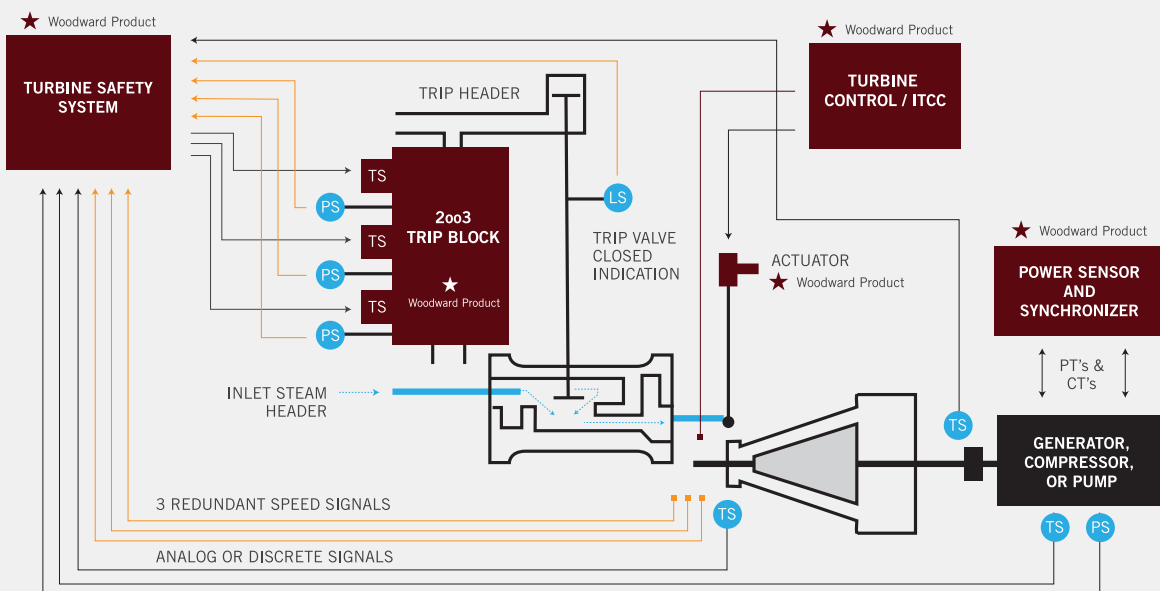 ★ Woodward Product
TURBINE SAFETY
SYSTEM
TRIP HEADER
★ Woodward Product
TURBINE
CONTROL / ITCC
TS
PS
TS
PS
TS
PS
2oo3
TRIP BLOCK
★
Woodward Product
LS
TRIP VALVE
CLOSED
INDICATION
ACTUATOR
★ Woodward Product
★ Woodward Product
POWER SENSOR
AND
SYNCHRONIZER
PT's &
CT's
INLET STEAM
HEADER
TS
GENERATOR,
COMPRESSOR,
OR PUMP
3 REDUNDANT SPEED SIGNALS
TS
TS
PS
ANALOG OR DISCRETE SIGNALS